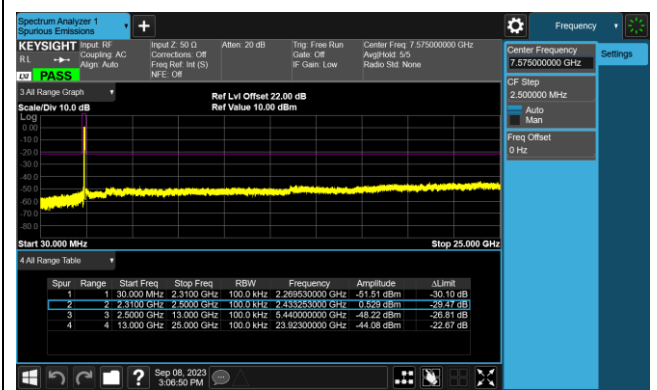 Spectrum Analyzer 1
Spurious Emissions
+
Frequency
KEYSIGHT
RL
LXI PASS
Input: RF
Coupling: AC
Align: Auto
Input Z: 50 Ω
Corrections: Off
Freq Ref: Int (S)
NFE: Off
Atten: 20 dB
Trig: Free Run
Gate: Off
IF Gain: Low
Center Freq: 7.575000000 GHz
Avg|Hold: 5/5
Radio Std: None
Center Frequency
7.575000000 GHz
Settings
CF Step
2.500000 MHz
Auto
Man
Freq Offset
0 Hz
3 All Range Graph
Scale/Div 10.0 dB
Ref Lvl Offset 22.00 dB
Ref Value 10.00 dBm
Log
0.00
-10.0
-20.0
-30.0
-40.0
-50.0
-60.0
-70.0
-80.0
Start 30.000 MHz
Stop 25.000 GHz
4 All Range Table
Spur Range Start Freq Stop Freq RBW Frequency Amplitude ΔLimit
1 1 30.000 MHz 2.3100 GHz 100.0 kHz 2.269530000 GHz -51.51 dBm -30.10 dB
2 2 2.3100 GHz 2.5000 GHz 100.0 kHz 2.433253000 GHz 0.529 dBm -29.47 dB
3 3 2.5000 GHz 13.000 GHz 100.0 kHz 5.440000000 GHz -48.22 dBm -26.81 dB
4 4 13.000 GHz 25.000 GHz 100.0 kHz 23.92300000 GHz -44.08 dBm -22.67 dB
?
Sep 08, 2023
3:06:50 PM